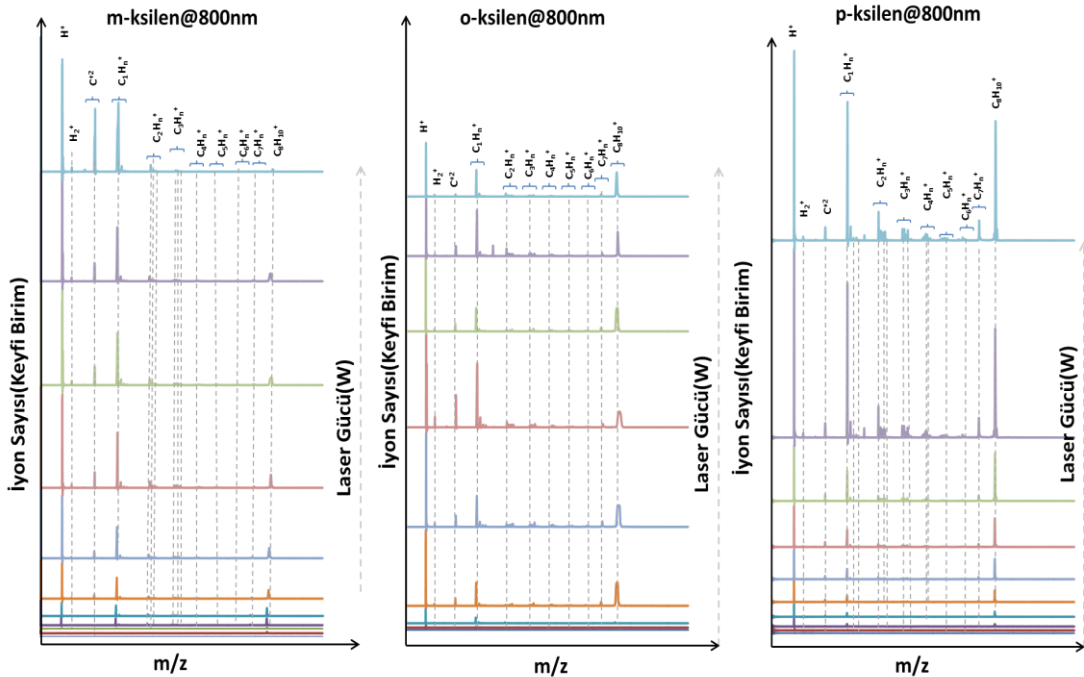 m-ksilen@800nm
H⁺
H₂⁺
C⁺²
C₁Hₙ⁺
C₂Hₙ⁺
C₃Hₙ⁺
C₄Hₙ⁺
C₅Hₙ⁺
C₆Hₙ⁺
C₇Hₙ⁺
C₈H₁₀⁺
İyon Sayısı(Keyfi Birim)
Laser Gücü(W)
m/z
o-ksilen@800nm
H⁺
H₂⁺
C⁺²
C₁Hₙ⁺
C₂Hₙ⁺
C₃Hₙ⁺
C₄Hₙ⁺
C₅Hₙ⁺
C₆Hₙ⁺
C₇Hₙ⁺
C₈H₁₀⁺
İyon Sayısı(Keyfi Birim)
Laser Gücü(W)
m/z
p-ksilen@800nm
H⁺
H₂⁺
C⁺²
C₁Hₙ⁺
C₂Hₙ⁺
C₃Hₙ⁺
C₄Hₙ⁺
C₅Hₙ⁺
C₆Hₙ⁺
C₇Hₙ⁺
C₈H₁₀⁺
İyon Sayısı(Keyfi Birim)
Laser Gücü(W)
m/z